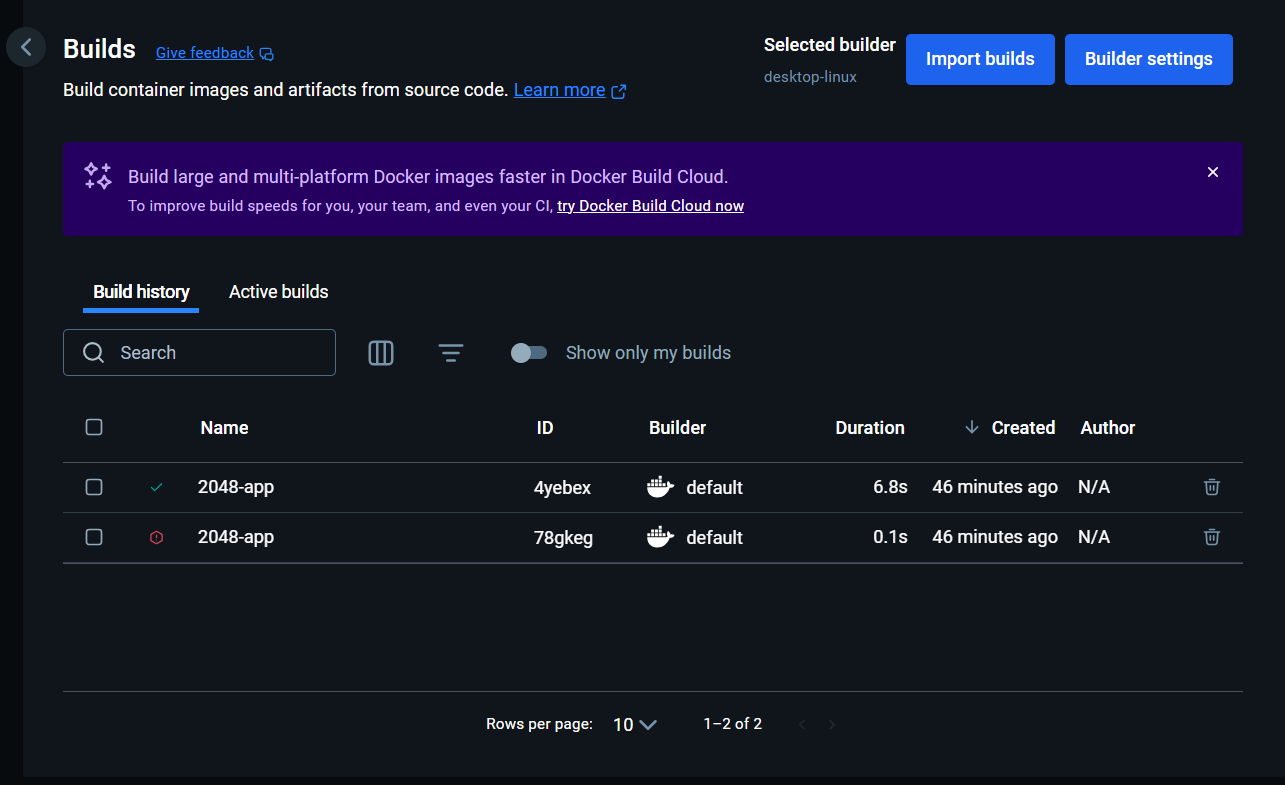 Builds Give feedback
Selected builder Import builds Builder settings
desktop-linux
Build container images and artifacts from source code. Learn more
Build large and multi-platform Docker images faster in Docker Build Cloud.
To improve build speeds for you, your team, and even your CI, try Docker Build Cloud now
Build history Active builds
Search Show only my builds
Name ID Builder Duration Created Author
2048-app 4yebex default 6.8s 46 minutes ago N/A
2048-app 78gkeg default 0.1s 46 minutes ago N/A
Rows per page: 10 1–2 of 2